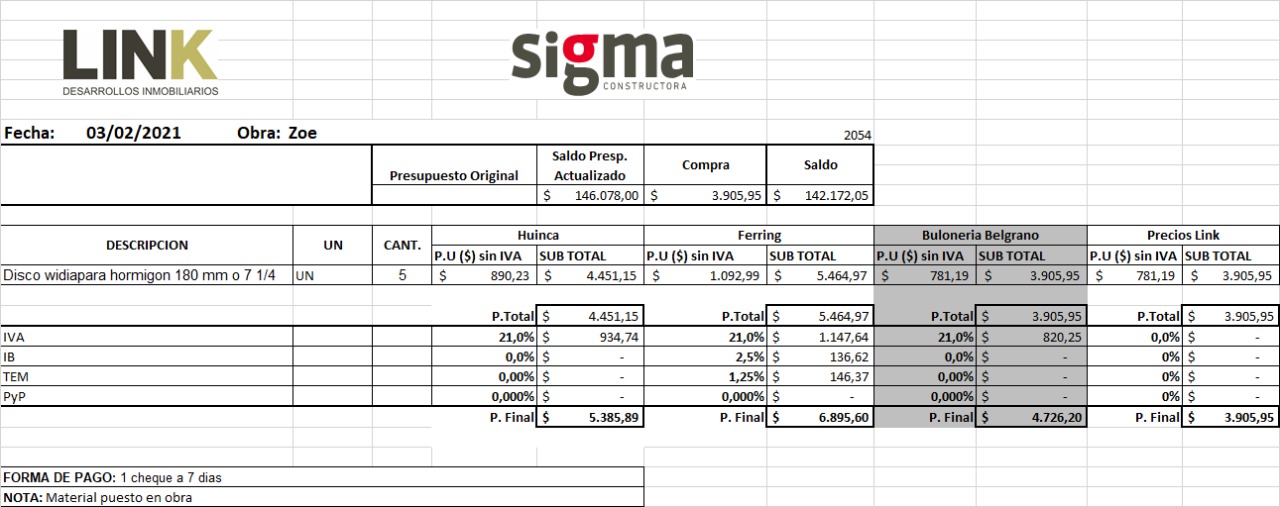 LINK
DESARROLLOS INMOBILIARIOS
sigma
CONSTRUCTORA
Fecha: 03/02/2021 Obra: Zoe 2054
Presupuesto Original Saldo Presp. Actualizado Compra Saldo
$ 146.078,00 $ 3.905,95 $ 142.172,05
DESCRIPCION UN CANT. Huinca Ferring Buloneria Belgrano Precios Link
P.U ($) sin IVA SUB TOTAL P.U ($) sin IVA SUB TOTAL P.U ($) sin IVA SUB TOTAL P.U ($) sin IVA SUB TOTAL
Disco widiapara hormigon 180 mm o 7 1/4 UN 5 $ 890,23 $ 4.451,15 $ 1.092,99 $ 5.464,97 $ 781,19 $ 3.905,95 $ 781,19 $ 3.905,95
P.Total $ 4.451,15 P.Total $ 5.464,97 P.Total $ 3.905,95 P.Total $ 3.905,95
IVA 21,0% $ 934,74 21,0% $ 1.147,64 21,0% $ 820,25 0,0% $ -
IB 0,0% $ - 2,5% $ 136,62 0,0% $ - 0% $ -
TEM 0,00% $ - 1,25% $ 146,37 0,00% $ - 0% $ -
PyP 0,000% $ - 0,000% $ - 0,000% $ - 0% $ -
P. Final $ 5.385,89 P. Final $ 6.895,60 P. Final $ 4.726,20 P. Final $ 3.905,95
FORMA DE PAGO: 1 cheque a 7 dias
NOTA: Material puesto en obra